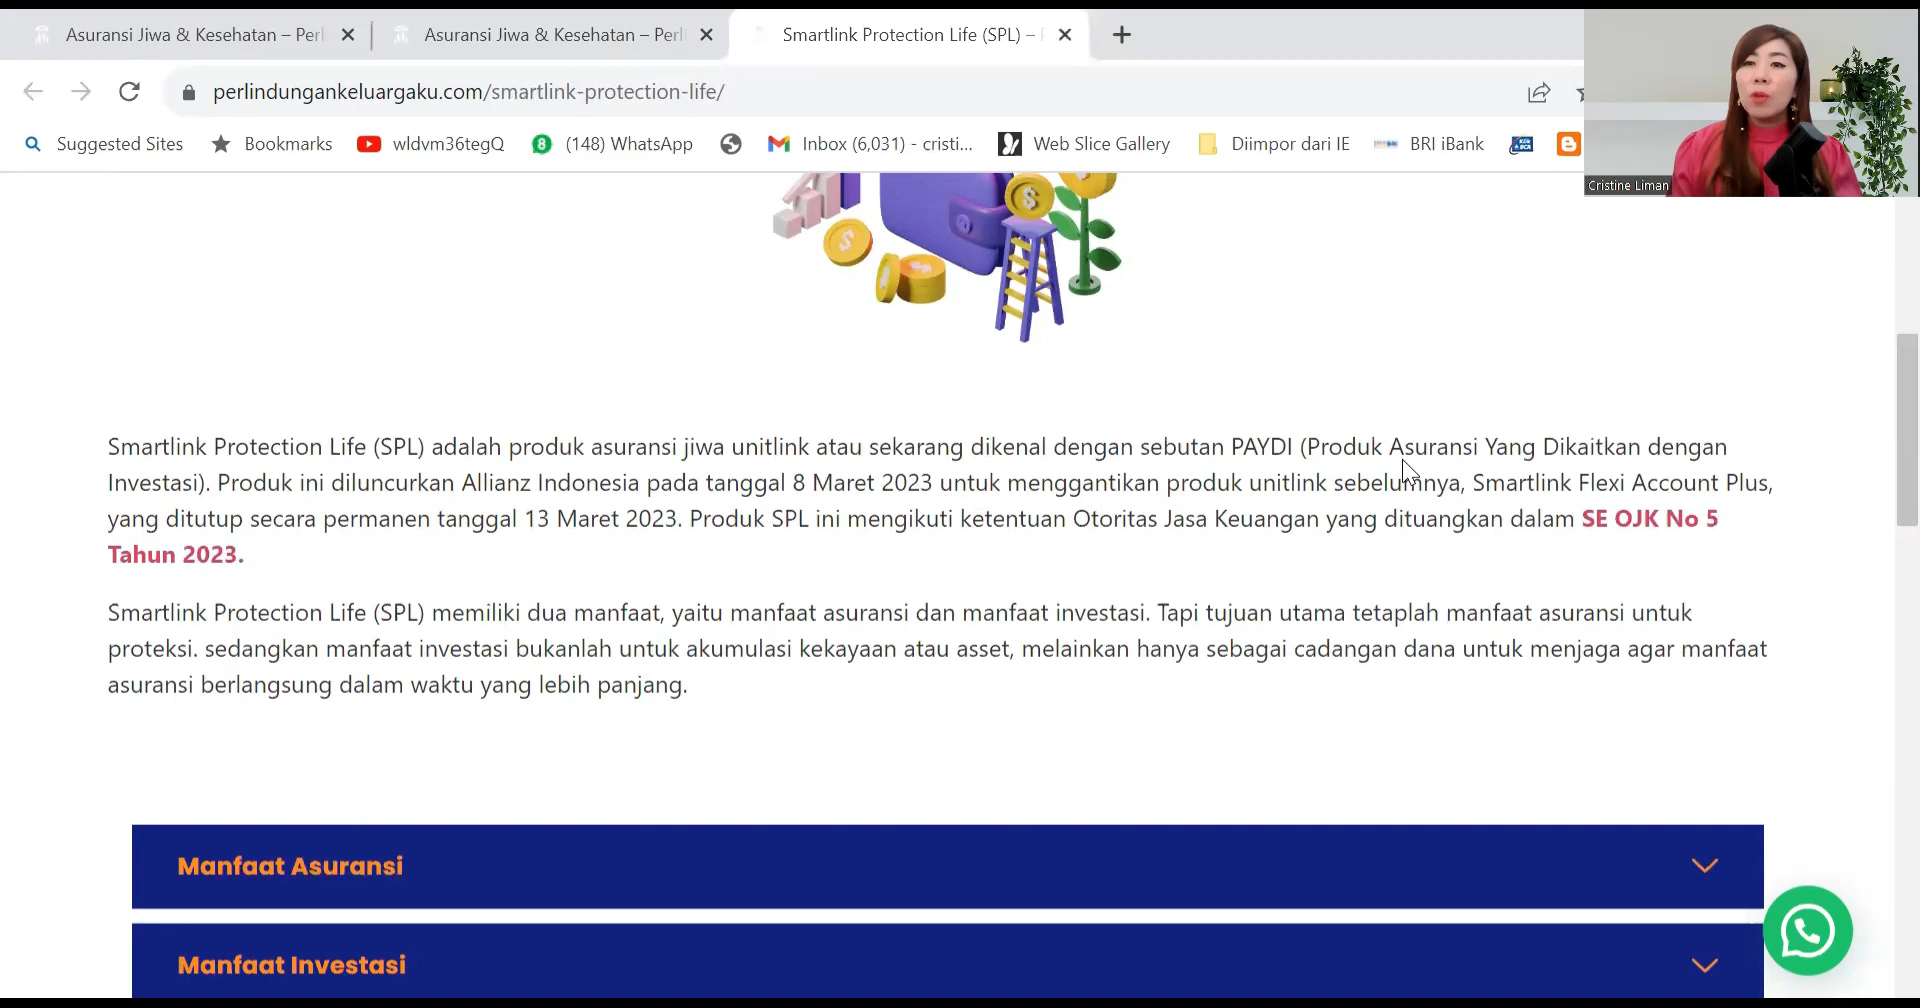 Asuransi Jiwa & Kesehatan – Perl
Asuransi Jiwa & Kesehatan – Perl
Smartlink Protection Life (SPL) –
perlindungankeluargaku.com/smartlink-protection-life/
Suggested Sites
Bookmarks
wldvm36tegQ
8
(148) WhatsApp
Inbox (6,031) - cristi...
Web Slice Gallery
Diimpor dari IE
BRI iBank
Cristine Liman
Smartlink Protection Life (SPL) adalah produk asuransi jiwa unitlink atau sekarang dikenal dengan sebutan PAYDI (Produk Asuransi Yang Dikaitkan dengan
Investasi). Produk ini diluncurkan Allianz Indonesia pada tanggal 8 Maret 2023 untuk menggantikan produk unitlink sebelumnya, Smartlink Flexi Account Plus,
yang ditutup secara permanen tanggal 13 Maret 2023. Produk SPL ini mengikuti ketentuan Otoritas Jasa Keuangan yang dituangkan dalam SE OJK No 5
Tahun 2023.
Smartlink Protection Life (SPL) memiliki dua manfaat, yaitu manfaat asuransi dan manfaat investasi. Tapi tujuan utama tetaplah manfaat asuransi untuk
proteksi. sedangkan manfaat investasi bukanlah untuk akumulasi kekayaan atau asset, melainkan hanya sebagai cadangan dana untuk menjaga agar manfaat
asuransi berlangsung dalam waktu yang lebih panjang.
Manfaat Asuransi
Manfaat Investasi